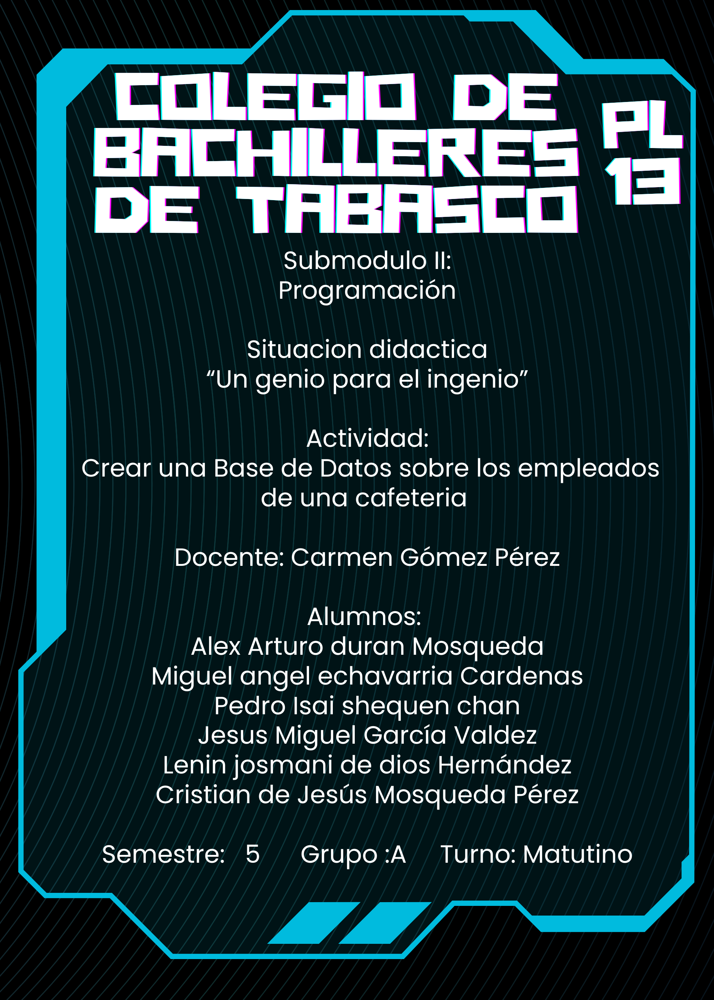 COLEGIO DE
BACHILLERES
DE TABASCO
PL
13
Submodulo II:
Programación
Situacion didactica
“Un genio para el ingenio”
Actividad:
Crear una Base de Datos sobre los empleados
de una cafeteria
Docente: Carmen Gómez Pérez
Alumnos:
Alex Arturo duran Mosqueda
Miguel angel echavarria Cardenas
Pedro Isai shequen chan
Jesus Miguel García Valdez
Lenin josmani de dios Hernández
Cristian de Jesús Mosqueda Pérez
Semestre: 5 Grupo :A Turno: Matutino